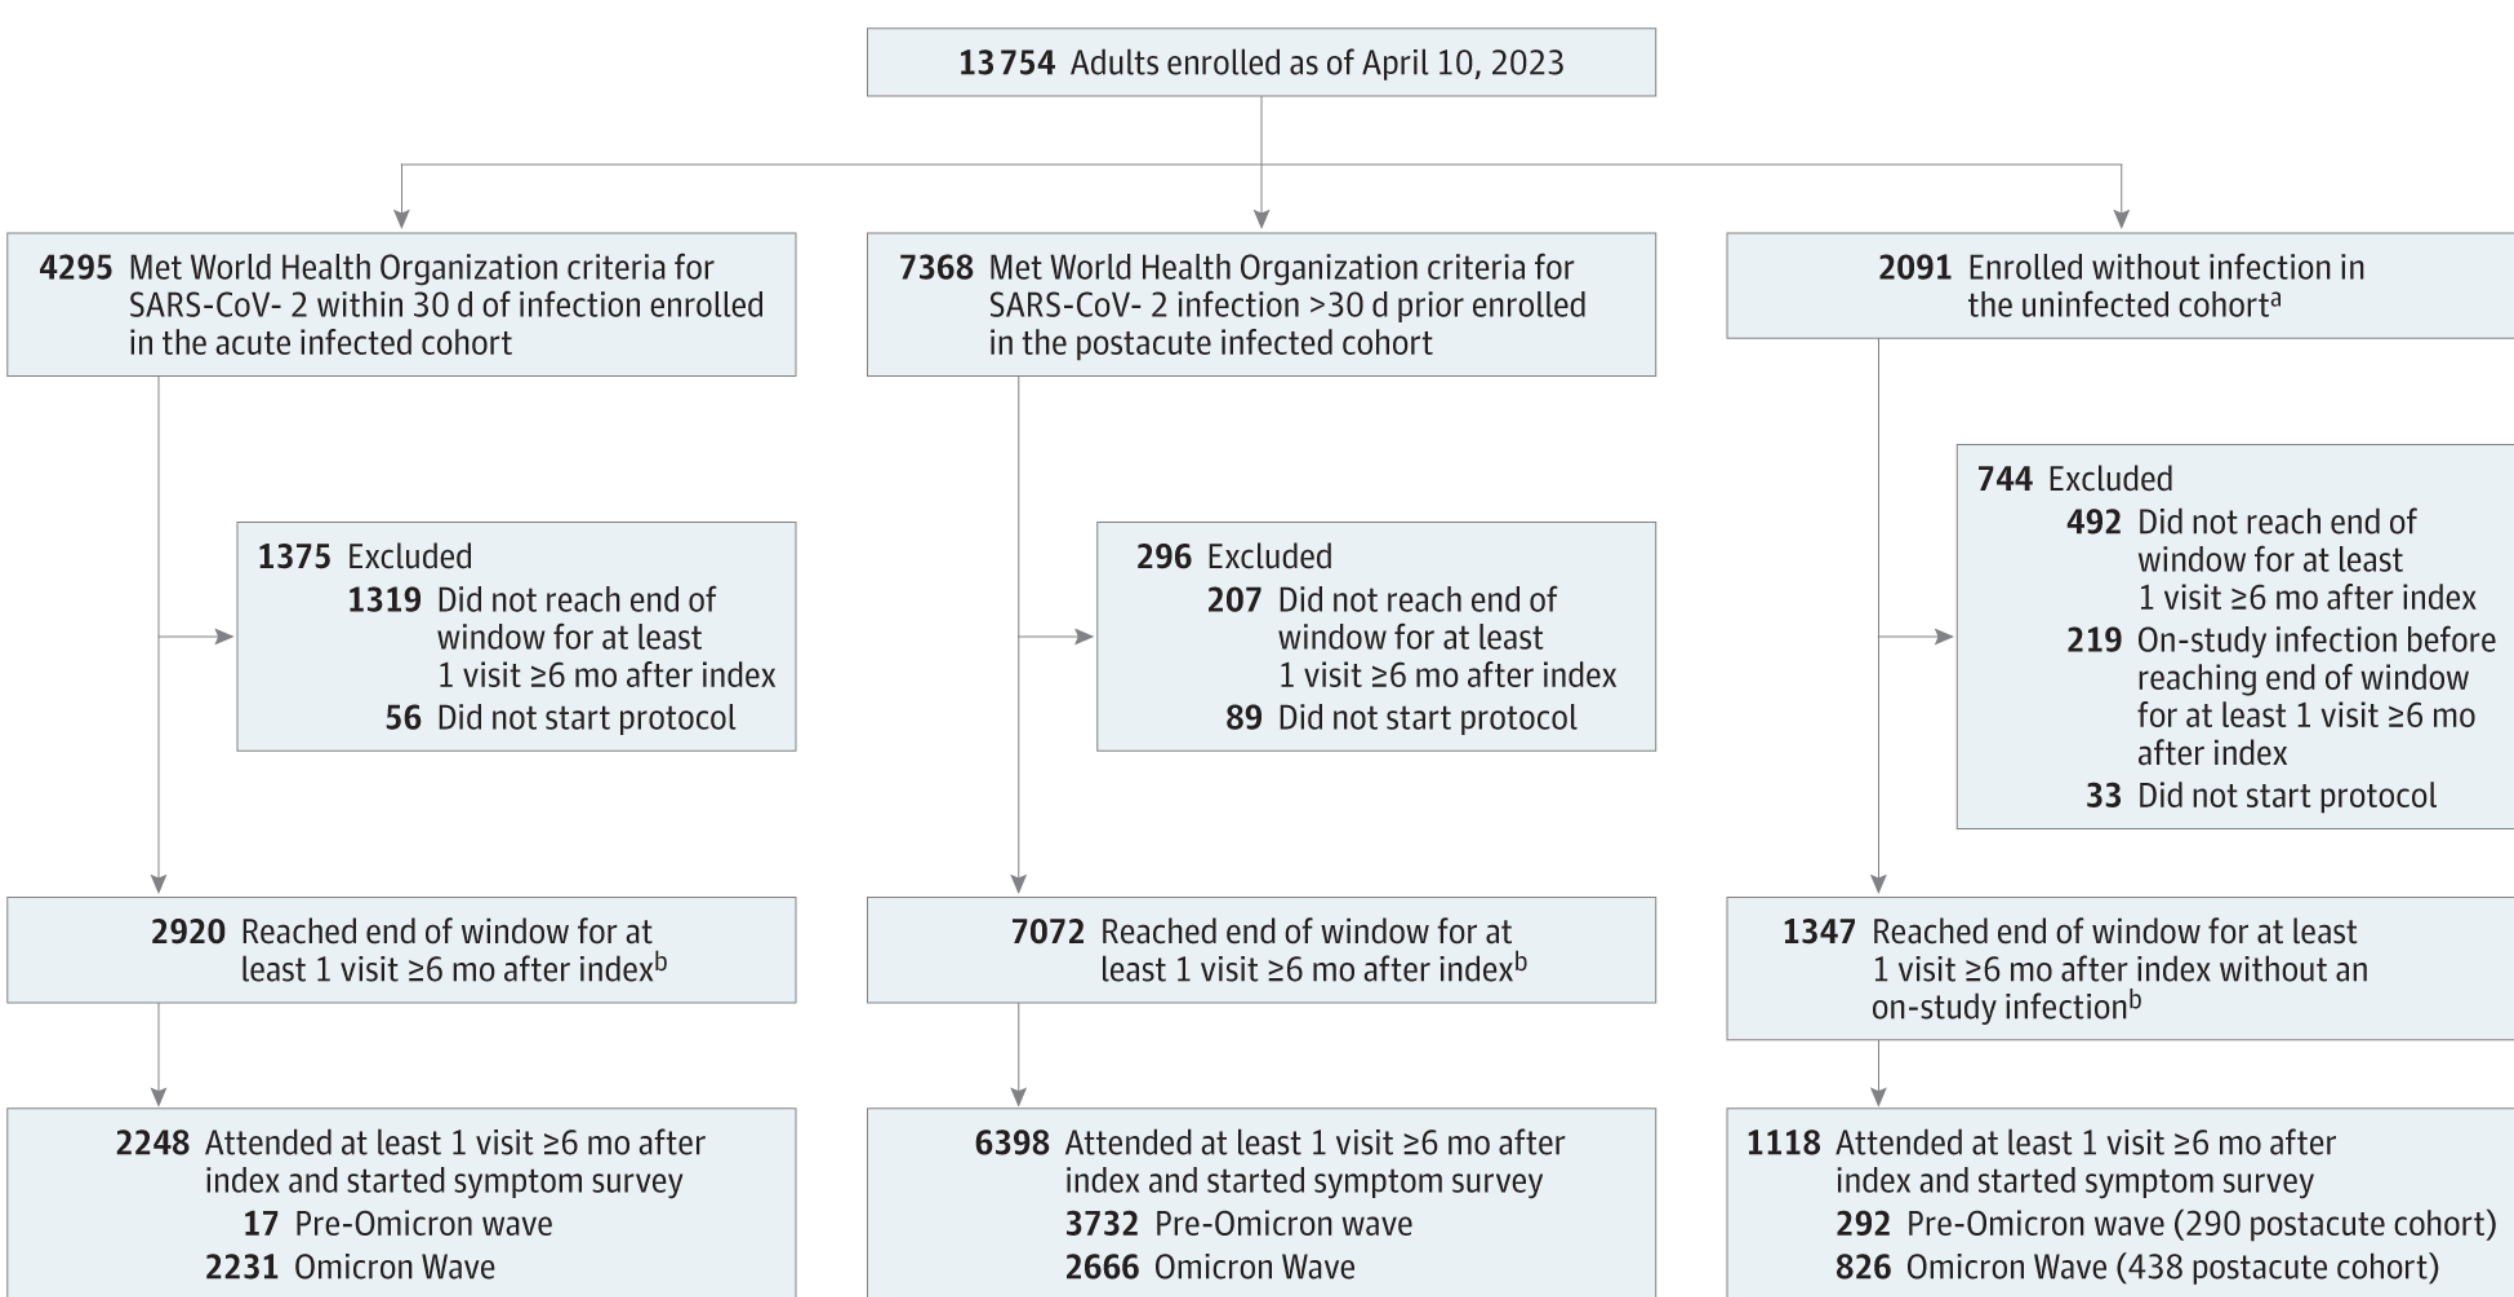 13 754 Adults enrolled as of April 10, 2023
4295 Met World Health Organization criteria for
SARS-CoV- 2 within 30 d of infection enrolled
in the acute infected cohort
7368 Met World Health Organization criteria for
SARS-CoV- 2 infection >30 d prior enrolled
in the postacute infected cohort
2091 Enrolled without infection in
the uninfected cohortᵃ
1375 Excluded
1319 Did not reach end of
window for at least
1 visit ≥6 mo after index
56 Did not start protocol
296 Excluded
207 Did not reach end of
window for at least
1 visit ≥6 mo after index
89 Did not start protocol
744 Excluded
492 Did not reach end of
window for at least
1 visit ≥6 mo after index
219 On-study infection before
reaching end of window
for at least 1 visit ≥6 mo
after index
33 Did not start protocol
2920 Reached end of window for at
least 1 visit ≥6 mo after indexᵇ
7072 Reached end of window for at
least 1 visit ≥6 mo after indexᵇ
1347 Reached end of window for at least
1 visit ≥6 mo after index without an
on-study infectionᵇ
2248 Attended at least 1 visit ≥6 mo after
index and started symptom survey
17 Pre-Omicron wave
2231 Omicron Wave
6398 Attended at least 1 visit ≥6 mo after
index and started symptom survey
3732 Pre-Omicron wave
2666 Omicron Wave
1118 Attended at least 1 visit ≥6 mo after
index and started symptom survey
292 Pre-Omicron wave (290 postacute cohort)
826 Omicron Wave (438 postacute cohort)